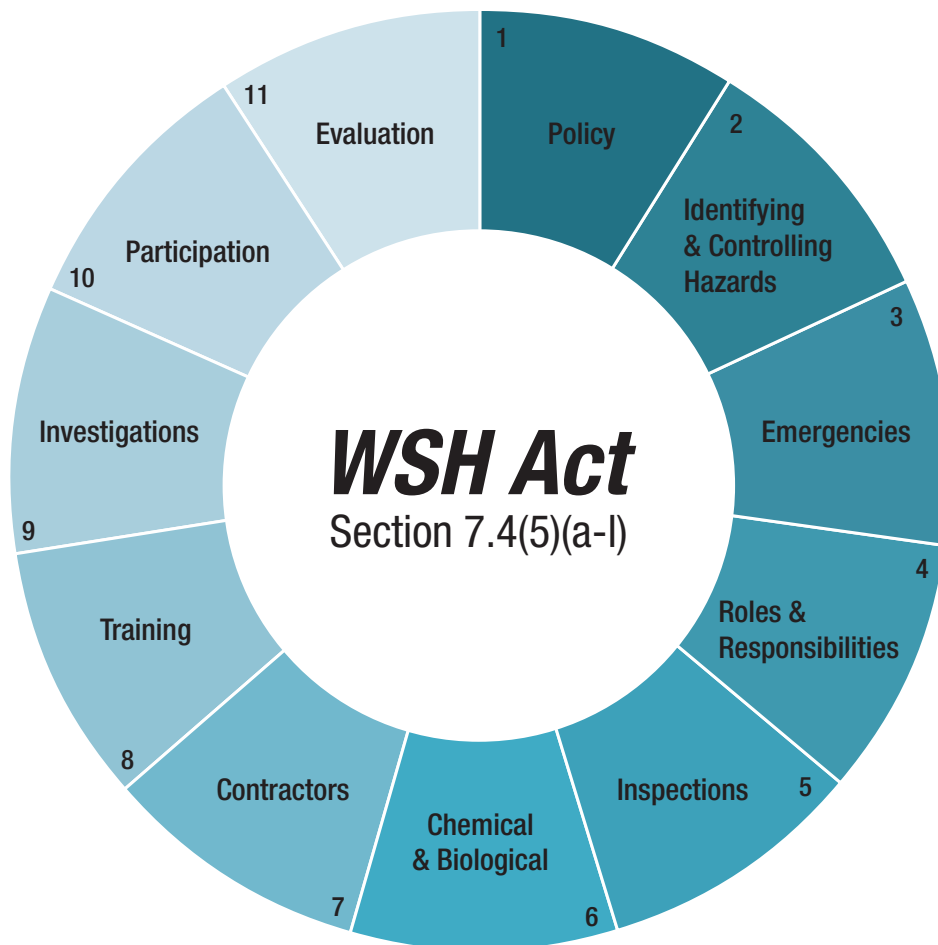 1
Policy
2
Identifying
& Controlling
Hazards
3
Emergencies
4
Roles &
Responsibilities
5
Inspections
6
Chemical
& Biological
7
Contractors
8
Training
9
Investigations
10
Participation
11
Evaluation
WSH Act
Section 7.4(5)(a-l)